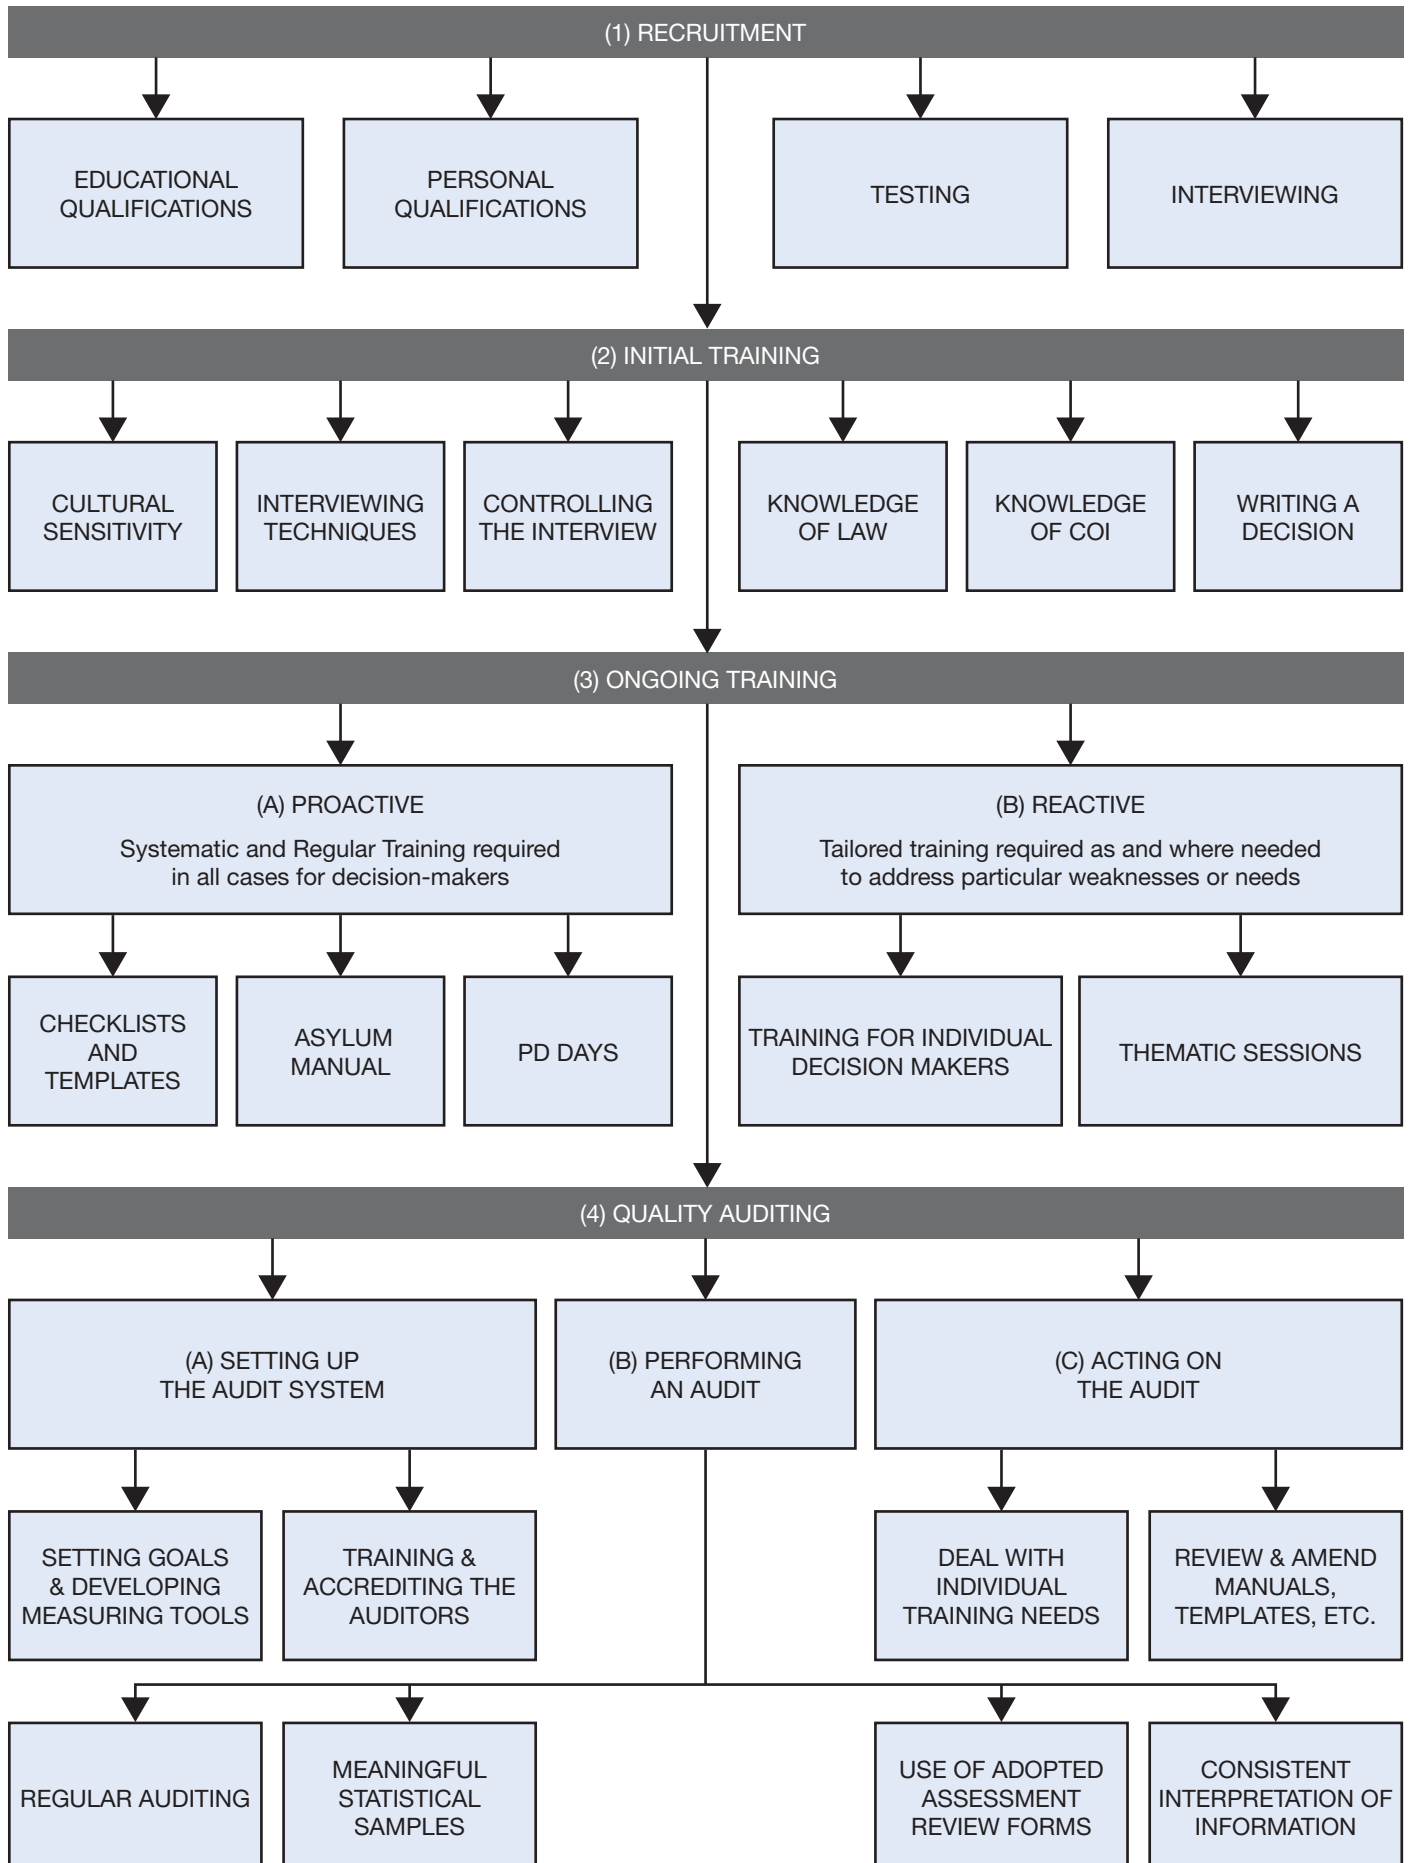 (1) RECRUITMENT
EDUCATIONAL
QUALIFICATIONS
PERSONAL
QUALIFICATIONS
TESTING
INTERVIEWING
(2) INITIAL TRAINING
CULTURAL
SENSITIVITY
INTERVIEWING
TECHNIQUES
CONTROLLING
THE INTERVIEW
KNOWLEDGE
OF LAW
KNOWLEDGE
OF COI
WRITING A
DECISION
(3) ONGOING TRAINING
(A) PROACTIVE
Systematic and Regular Training required
in all cases for decision-makers
(B) REACTIVE
Tailored training required as and where needed
to address particular weaknesses or needs
CHECKLISTS
AND
TEMPLATES
ASYLUM
MANUAL
PD DAYS
TRAINING FOR INDIVIDUAL
DECISION MAKERS
THEMATIC SESSIONS
(4) QUALITY AUDITING
(A) SETTING UP
THE AUDIT SYSTEM
(B) PERFORMING
AN AUDIT
(C) ACTING ON
THE AUDIT
SETTING GOALS
& DEVELOPING
MEASURING TOOLS
TRAINING &
ACCREDITING THE
AUDITORS
DEAL WITH
INDIVIDUAL
TRAINING NEEDS
REVIEW & AMEND
MANUALS,
TEMPLATES, ETC.
REGULAR AUDITING
MEANINGFUL
STATISTICAL
SAMPLES
USE OF ADOPTED
ASSESSMENT
REVIEW FORMS
CONSISTENT
INTERPRETATION OF
INFORMATION